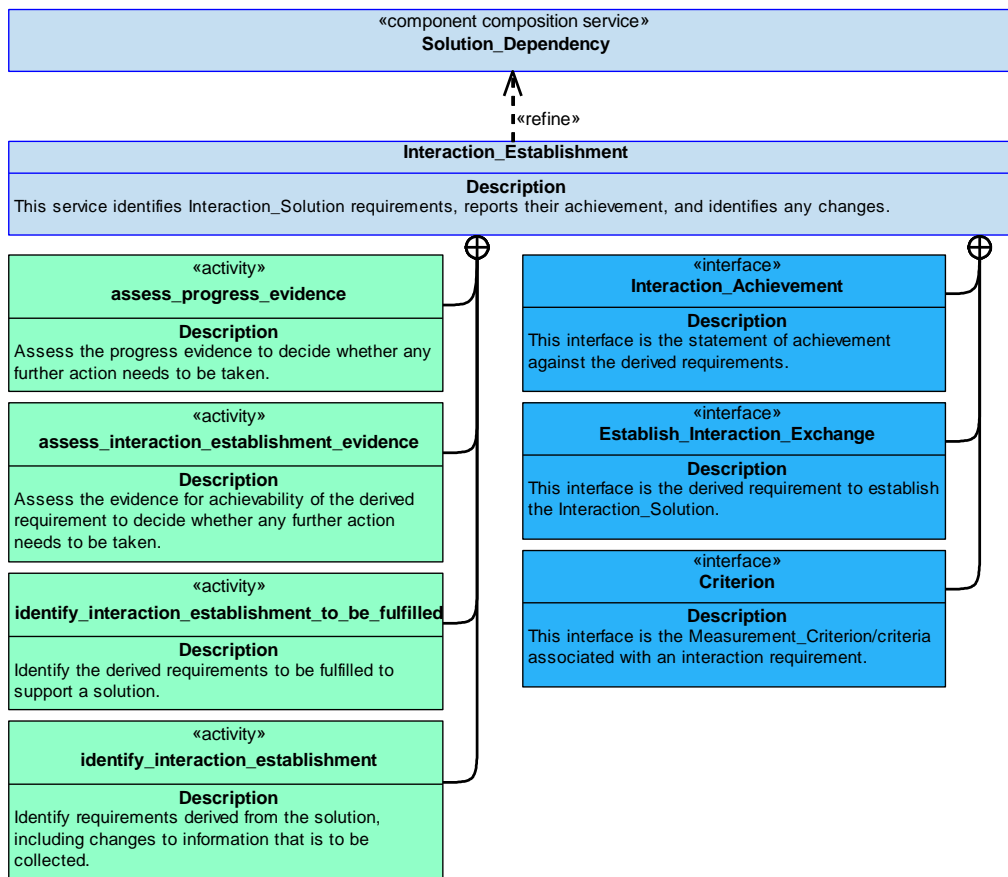 «component composition service»
Solution_Dependency
«refine»
Interaction_Establishment
Description
This service identifies Interaction_Solution requirements, reports their achievement, and identifies any changes.
«activity»
assess_progress_evidence
Description
Assess the progress evidence to decide whether any
further action needs to be taken.
«activity»
assess_interaction_establishment_evidence
Description
Assess the evidence for achievability of the derived
requirement to decide whether any further action
needs to be taken.
«activity»
identify_interaction_establishment_to_be_fulfilled
Description
Identify the derived requirements to be fulfilled to
support a solution.
«activity»
identify_interaction_establishment
Description
Identify requirements derived from the solution,
including changes to information that is to be
collected.
«interface»
Interaction_Achievement
Description
This interface is the statement of achievement
against the derived requirements.
«interface»
Establish_Interaction_Exchange
Description
This interface is the derived requirement to establish
the Interaction_Solution.
«interface»
Criterion
Description
This interface is the Measurement_Criterion/criteria
associated with an interaction requirement.